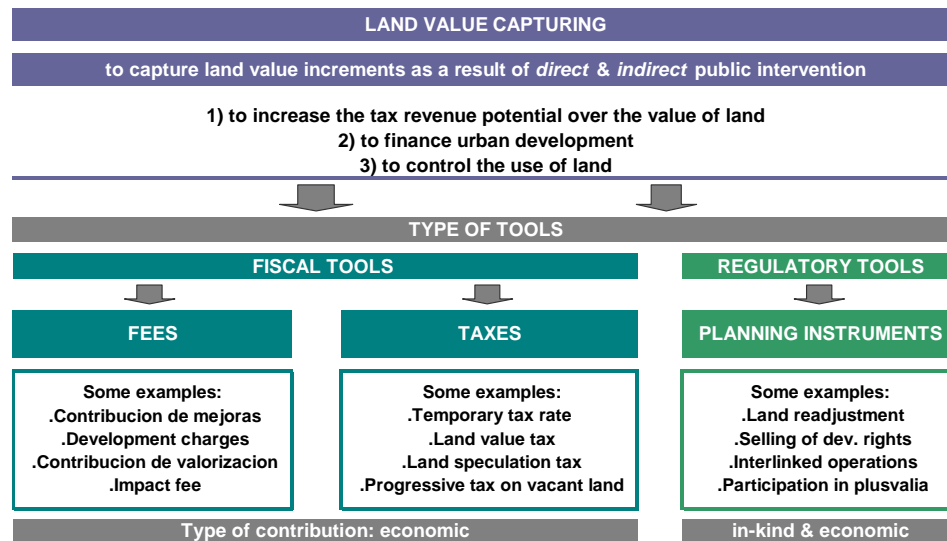 LAND VALUE CAPTURING
to capture land value increments as a result of direct & indirect public intervention
1) to increase the tax revenue potential over the value of land
2) to finance urban development
3) to control the use of land
TYPE OF TOOLS
FISCAL TOOLS
REGULATORY TOOLS
FEES
TAXES
PLANNING INSTRUMENTS
Some examples:
.Contribucion de mejoras
.Development charges
.Contribucion de valorizacion
.Impact fee
Some examples:
.Temporary tax rate
.Land value tax
.Land speculation tax
.Progressive tax on vacant land
Some examples:
.Land readjustment
.Selling of dev. rights
.Interlinked operations
.Participation in plusvalia
Type of contribution: economic
in-kind & economic